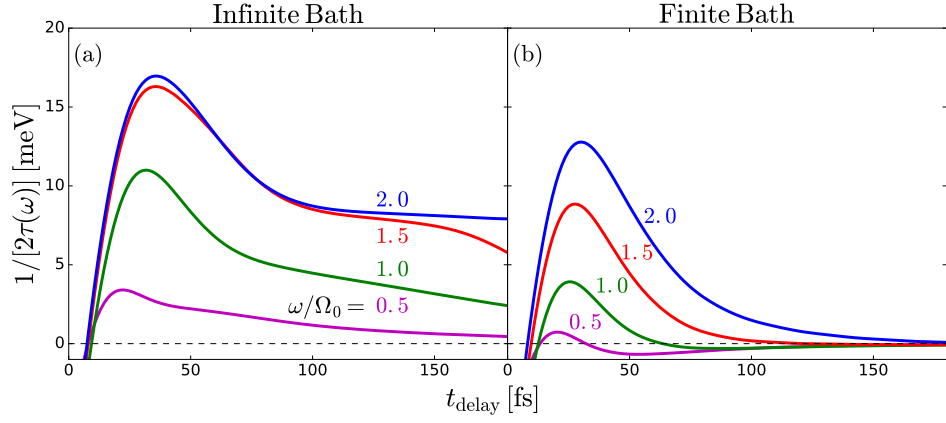 Infinite Bath
Finite Bath
(a)
(b)
1/[2τ(ω)] [meV]
20
15
10
5
0
2.0
1.5
1.0
ω/Ω₀ = 0.5
2.0
1.5
1.0
0.5
0
50
100
150
0
50
100
150
t_delay [fs]